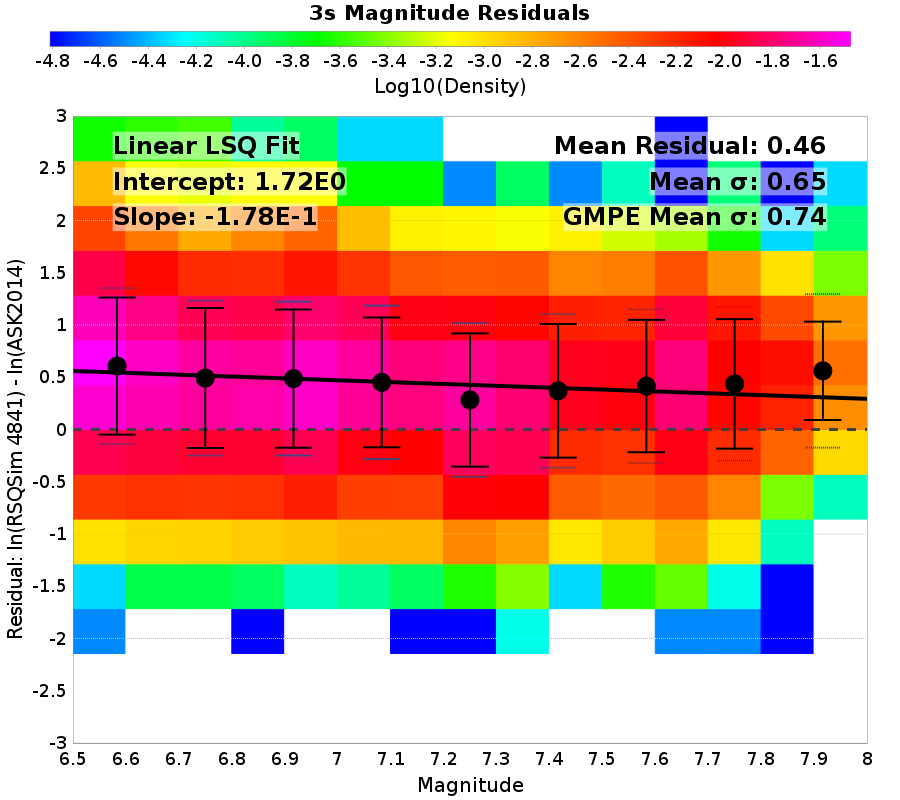 3s Magnitude Residuals
-4.8 -4.6 -4.4 -4.2 -4.0 -3.8 -3.6 -3.4 -3.2 -3.0 -2.8 -2.6 -2.4 -2.2 -2.0 -1.8 -1.6
Log10(Density)
Linear LSQ Fit
Intercept: 1.72E0
Slope: -1.78E-1
Mean Residual: 0.46
Mean σ: 0.65
GMPE Mean σ: 0.74
Residual: ln(RSQSim 4841) - ln(ASK2014)
3
2.5
2
1.5
1
0.5
0
-0.5
-1
-1.5
-2
-2.5
-3
6.5 6.6 6.7 6.8 6.9 7 7.1 7.2 7.3 7.4 7.5 7.6 7.7 7.8 7.9 8
Magnitude